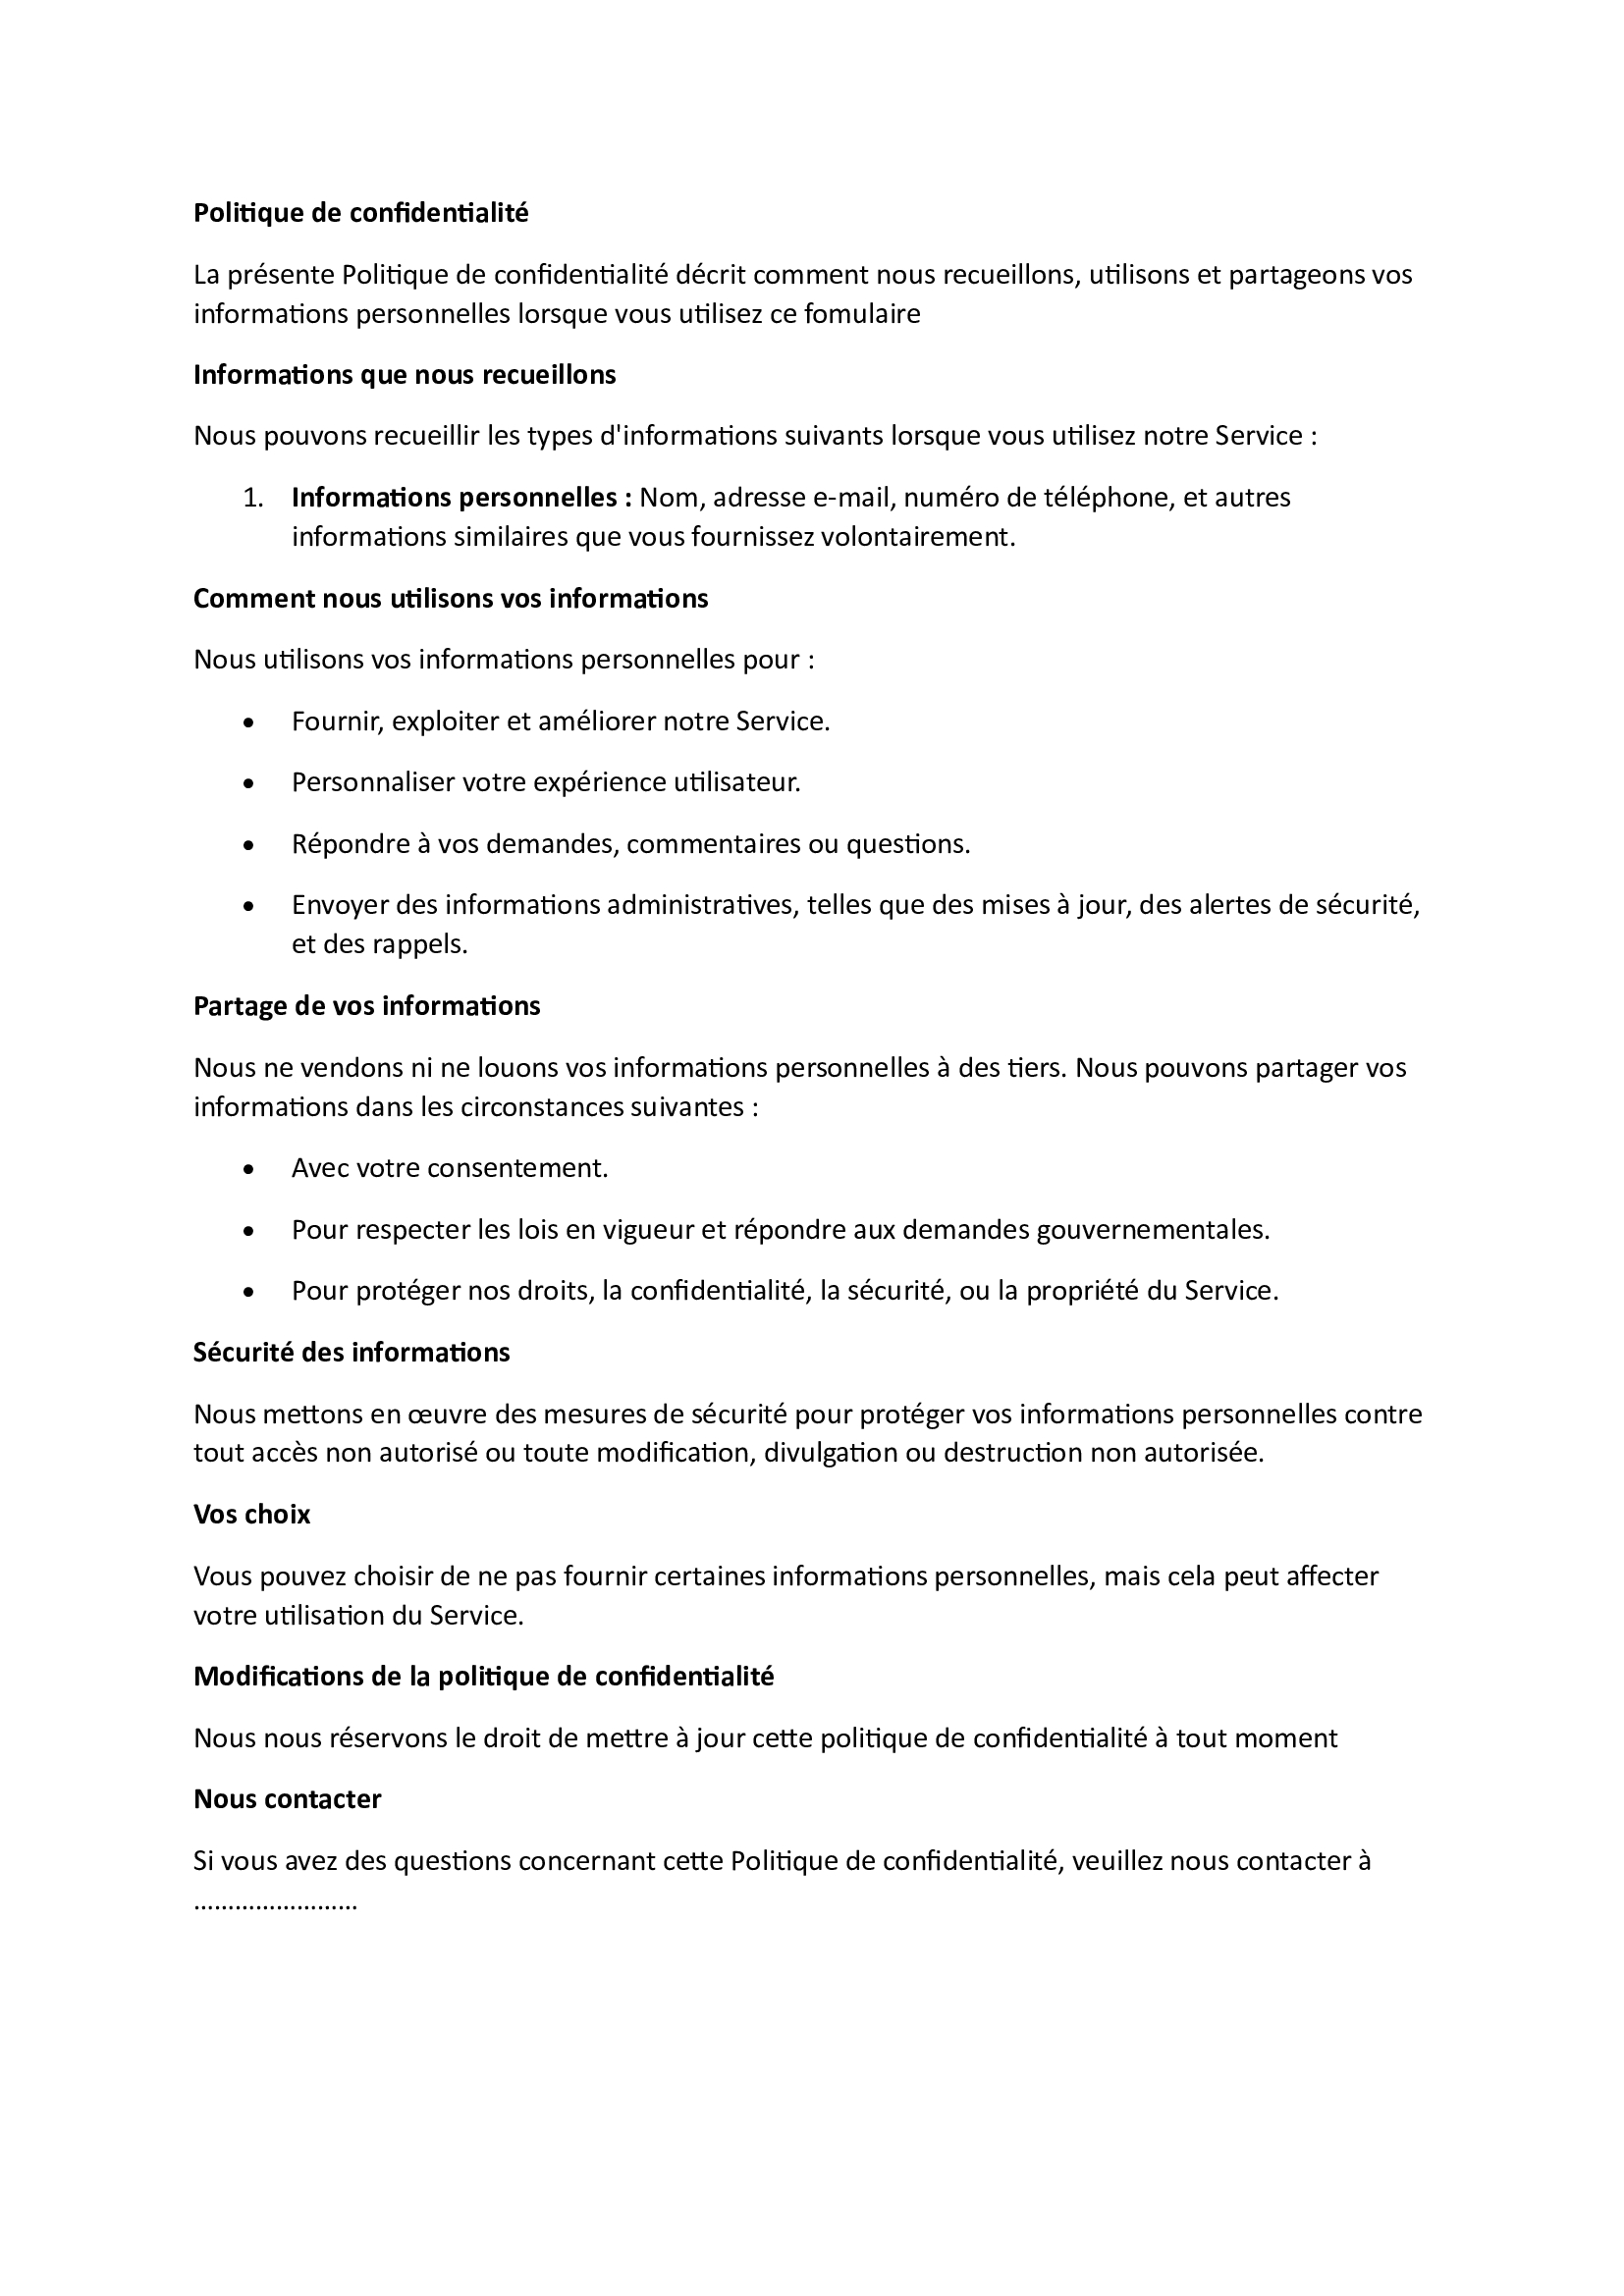 Politique de confidentialité
La présente Politique de confidentialité décrit comment nous recueillons, utilisons et partageons vos
informations personnelles lorsque vous utilisez ce fomulaire
Informations que nous recueillons
Nous pouvons recueillir les types d'informations suivants lorsque vous utilisez notre Service :
1. Informations personnelles : Nom, adresse e-mail, numéro de téléphone, et autres
informations similaires que vous fournissez volontairement.
Comment nous utilisons vos informations
Nous utilisons vos informations personnelles pour :
• Fournir, exploiter et améliorer notre Service.
• Personnaliser votre expérience utilisateur.
• Répondre à vos demandes, commentaires ou questions.
• Envoyer des informations administratives, telles que des mises à jour, des alertes de sécurité,
et des rappels.
Partage de vos informations
Nous ne vendons ni ne louons vos informations personnelles à des tiers. Nous pouvons partager vos
informations dans les circonstances suivantes :
• Avec votre consentement.
• Pour respecter les lois en vigueur et répondre aux demandes gouvernementales.
• Pour protéger nos droits, la confidentialité, la sécurité, ou la propriété du Service.
Sécurité des informations
Nous mettons en œuvre des mesures de sécurité pour protéger vos informations personnelles contre
tout accès non autorisé ou toute modification, divulgation ou destruction non autorisée.
Vos choix
Vous pouvez choisir de ne pas fournir certaines informations personnelles, mais cela peut affecter
votre utilisation du Service.
Modifications de la politique de confidentialité
Nous nous réservons le droit de mettre à jour cette politique de confidentialité à tout moment
Nous contacter
Si vous avez des questions concernant cette Politique de confidentialité, veuillez nous contacter à
……………………